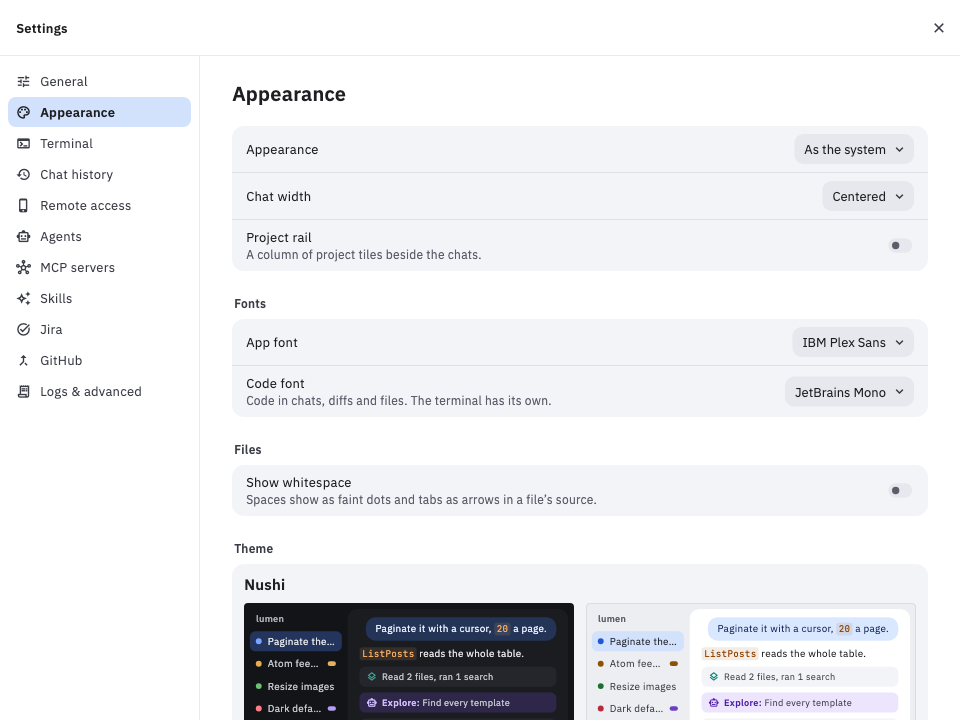 Settings
General
Appearance
Terminal
Chat history
Remote access
Agents
MCP servers
Skills
Jira
GitHub
Logs & advanced
Appearance
Appearance
As the system
Chat width
Centered
Project rail
A column of project tiles beside the chats.
Fonts
App font
IBM Plex Sans
Code font
Code in chats, diffs and files. The terminal has its own.
JetBrains Mono
Files
Show whitespace
Spaces show as faint dots and tabs as arrows in a file's source.
Theme
Nushi
lumen
Paginate the...
Atom fee...
Resize images
Dark defa...
Paginate it with a cursor, 20 a page.
ListPosts reads the whole table.
Read 2 files, ran 1 search
Explore: Find every template
lumen
Paginate the...
Atom fee...
Resize images
Dark defa...
Paginate it with a cursor, 20 a page.
ListPosts reads the whole table.
Read 2 files, ran 1 search
Explore: Find every template